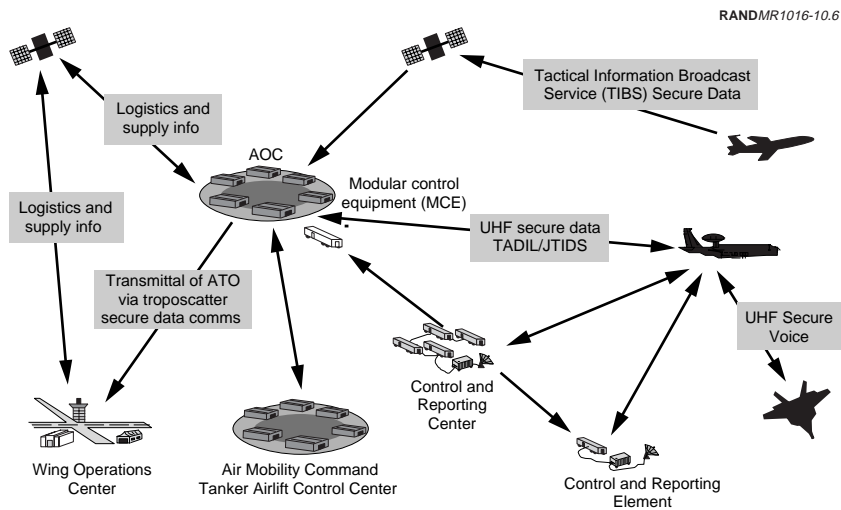 RANDMR1016-10.6
Tactical Information Broadcast
Service (TIBS) Secure Data
Logistics and
supply info
AOC
Modular control
equipment (MCE)
Logistics and
supply info
UHF secure data
TADIL/JTIDS
Transmittal of ATO
via troposcatter
secure data comms
UHF Secure
Voice
Control and
Reporting
Center
Wing Operations
Center
Air Mobility Command
Tanker Airlift Control Center
Control and Reporting
Element